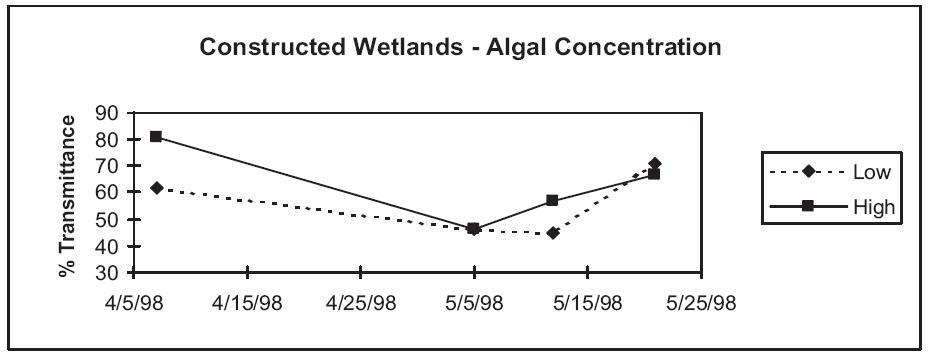 Constructed Wetlands - Algal Concentration
% Transmittance
90
80
70
60
50
40
30
4/5/98 4/15/98 4/25/98 5/5/98 5/15/98 5/25/98
Low
High